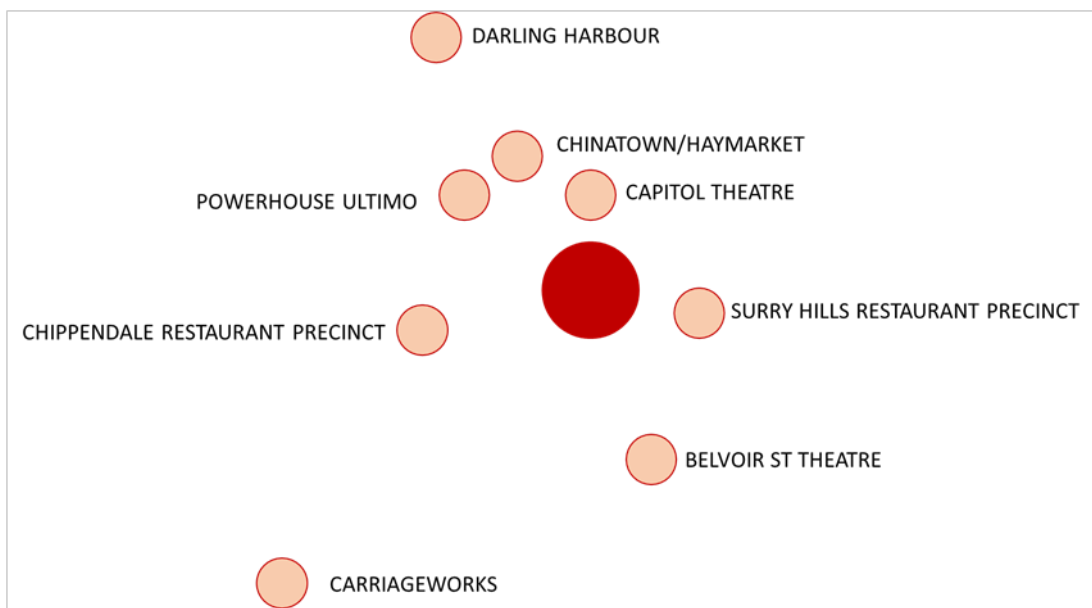 DARLING HARBOUR
CHINATOWN/HAYMARKET
POWERHOUSE ULTIMO
CAPITOL THEATRE
SURRY HILLS RESTAURANT PRECINCT
CHIPPENDALE RESTAURANT PRECINCT
BELVOIR ST THEATRE
CARRIAGEWORKS